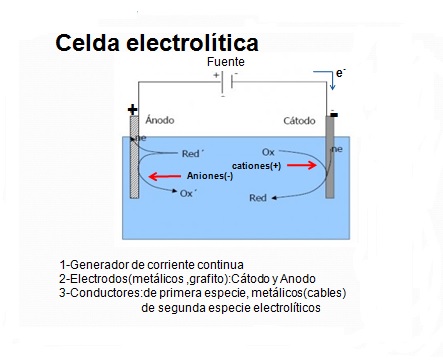 Celda electrolítica
Fuente
+ -
e-
+
-
Ánodo
Cátodo
ne
ne
Red ´
Ox
cationes(+)
Aniones(-)
Ox´
Red
1-Generador de corriente continua
2-Electrodos(metálicos ,grafito):Cátodo y Anodo
3-Conductores:de primera especie, metálicos(cables)
de segunda especie electrolíticos